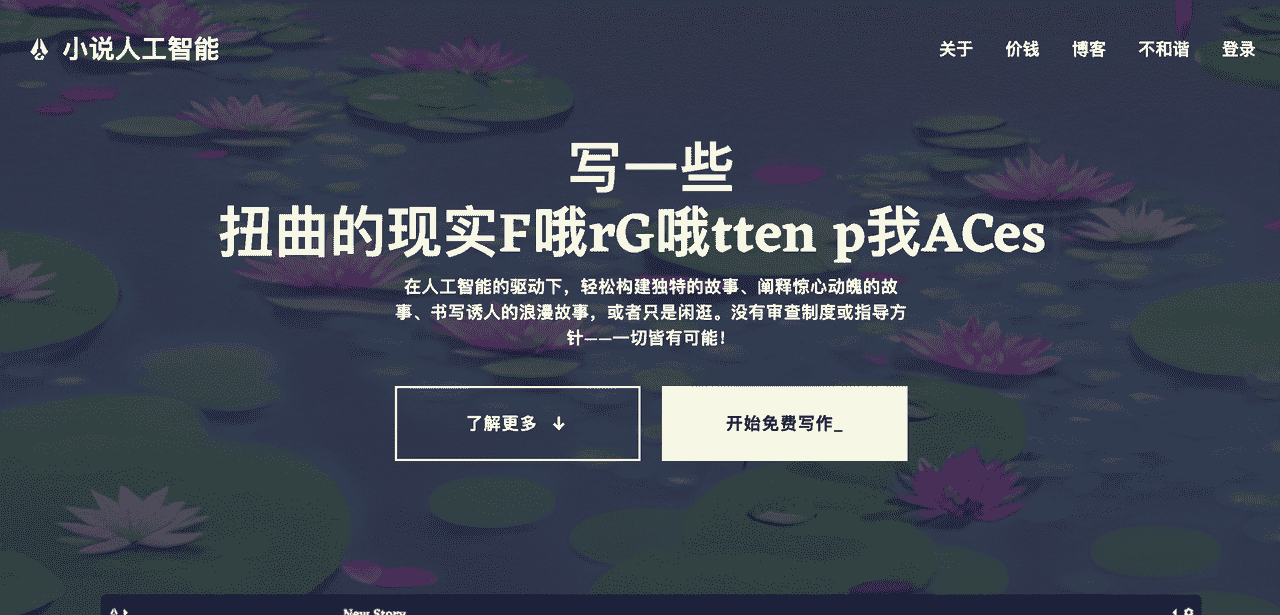 小说人工智能
关于 价钱 博客 不和谐 登录
写一些
扭曲的现实F哦rG哦tten p我ACes
在人工智能的驱动下，轻松构建独特的故事、阐释惊心动魄的故
事、书写诱人的浪漫故事，或者只是闲逛。没有审查制度或指导方
针——一切皆有可能！
了解更多 ↓
开始免费写作_
New Story